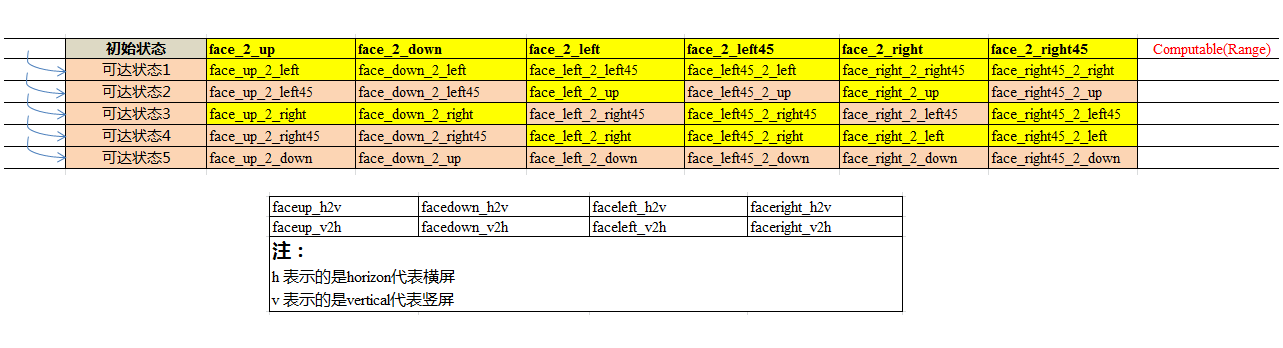 初始状态 face_2_up face_2_down face_2_left face_2_left45 face_2_right face_2_right45 Computable(Range)
可达状态1 face_up_2_left face_down_2_left face_left_2_left45 face_left45_2_left face_right_2_right45 face_right45_2_right
可达状态2 face_up_2_left45 face_down_2_left45 face_left_2_up face_left45_2_up face_right_2_up face_right45_2_up
可达状态3 face_up_2_right face_down_2_right face_left_2_right45 face_left45_2_right45 face_right_2_left45 face_right45_2_left45
可达状态4 face_up_2_right45 face_down_2_right45 face_left_2_right face_left45_2_right face_right_2_left face_right45_2_left
可达状态5 face_up_2_down face_down_2_up face_left_2_down face_left45_2_down face_right_2_down face_right45_2_down
faceup_h2v facedown_h2v faceleft_h2v faceright_h2v
faceup_v2h facedown_v2h faceleft_v2h faceright_v2h
注：
h 表示的是horizon代表横屏
v 表示的是vertical代表竖屏